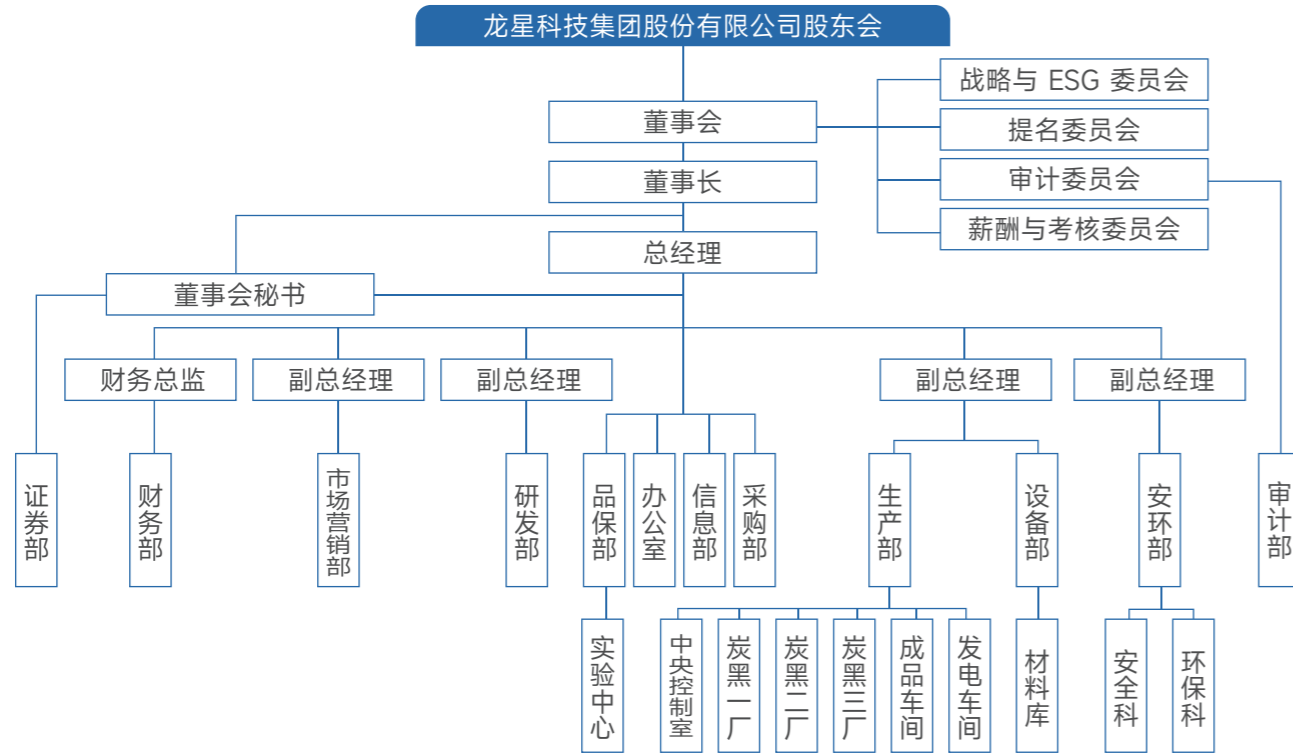 龙星科技集团股份有限公司股东会
战略与 ESG 委员会
董事会
提名委员会
董事长
审计委员会
薪酬与考核委员会
总经理
董事会秘书
财务总监
副总经理
副总经理
副总经理
副总经理
证券部
财务部
市场营销部
研发部
品保部
办公室
信息部
采购部
生产部
设备部
安环部
审计部
实验中心
中央控制室
炭黑一厂
炭黑二厂
炭黑三厂
成品车间
发电车间
材料库
安全科
环保科